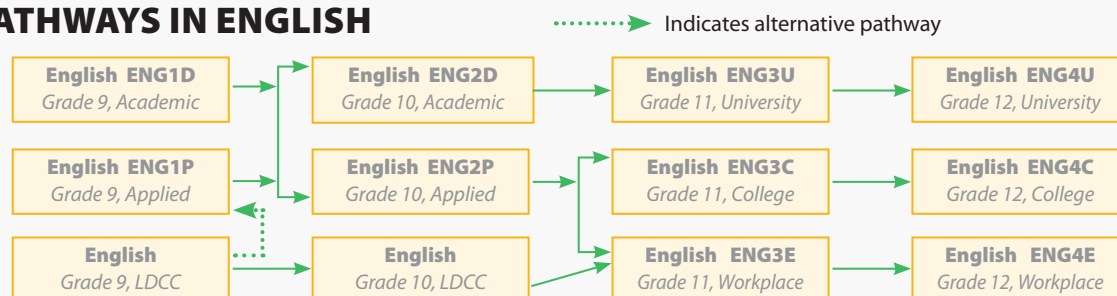 ATHWAYS IN ENGLISH
Indicates alternative pathway
English ENG1D
Grade 9, Academic
English ENG2D
Grade 10, Academic
English ENG3U
Grade 11, University
English ENG4U
Grade 12, University
English ENG1P
Grade 9, Applied
English ENG2P
Grade 10, Applied
English ENG3C
Grade 11, College
English ENG4C
Grade 12, College
English
Grade 9, LDCC
English
Grade 10, LDCC
English ENG3E
Grade 11, Workplace
English ENG4E
Grade 12, Workplace